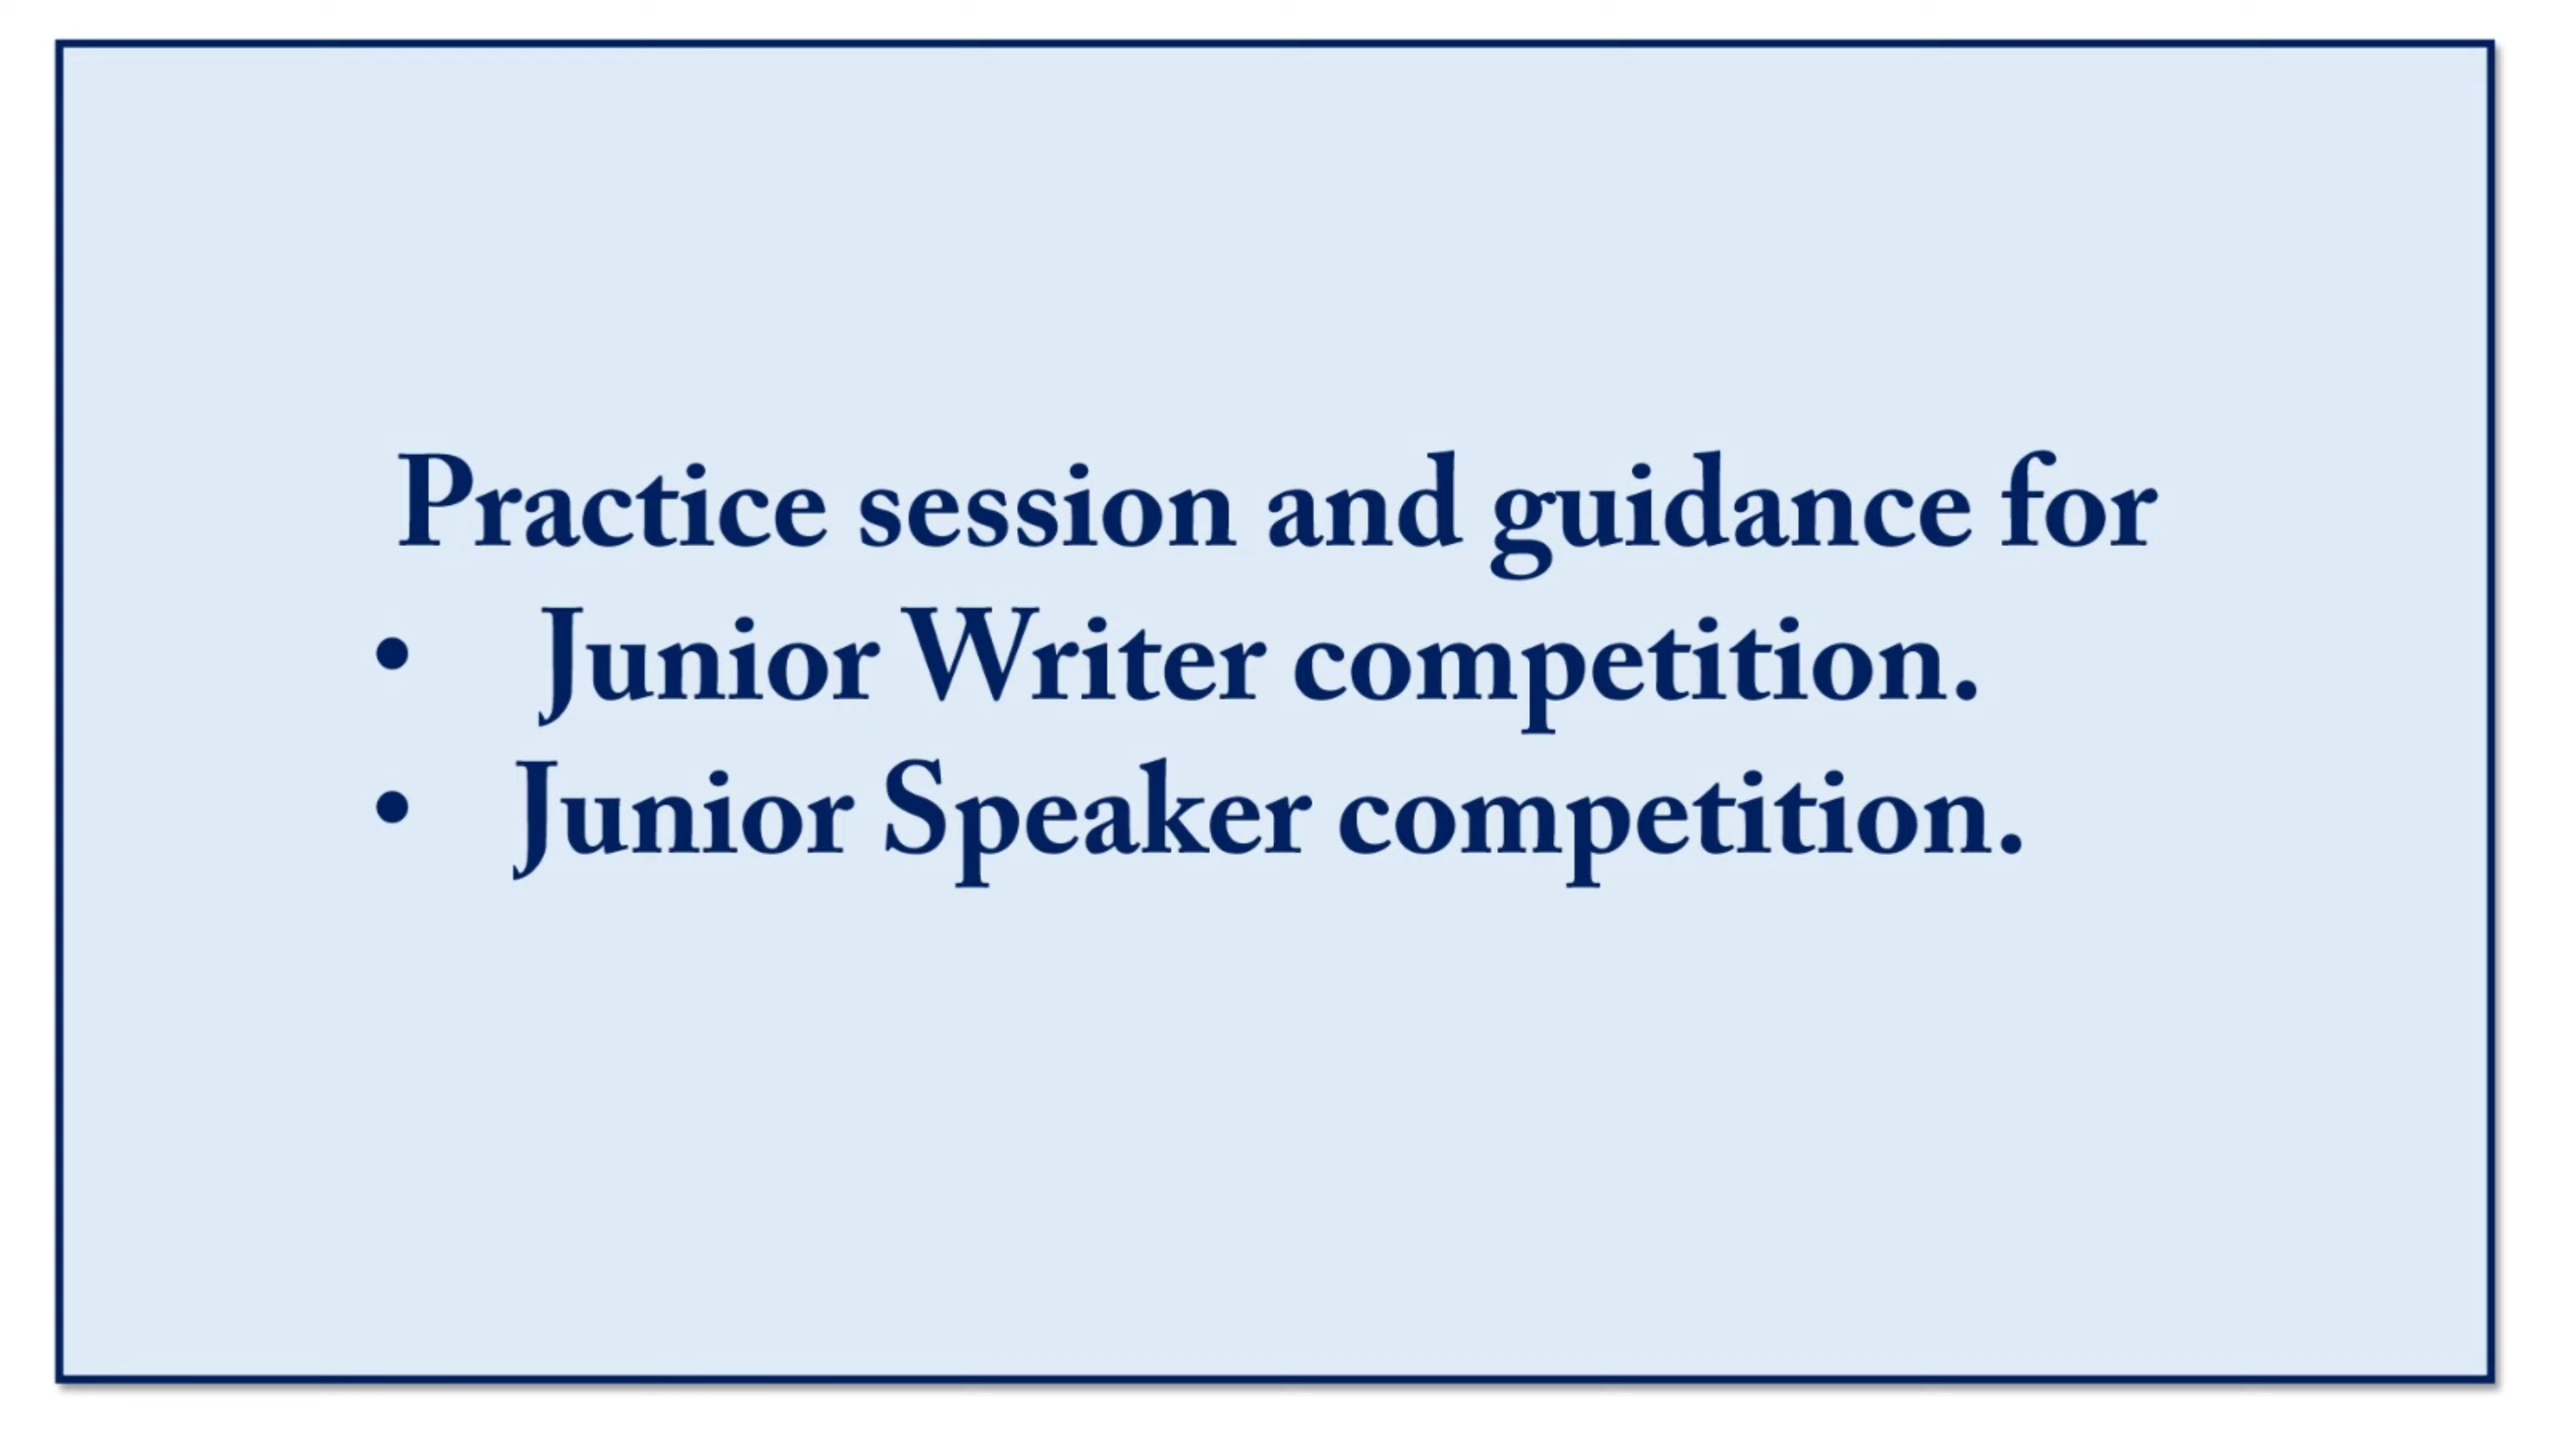 Practice session and guidance for
• Junior Writer competition.
• Junior Speaker competition.